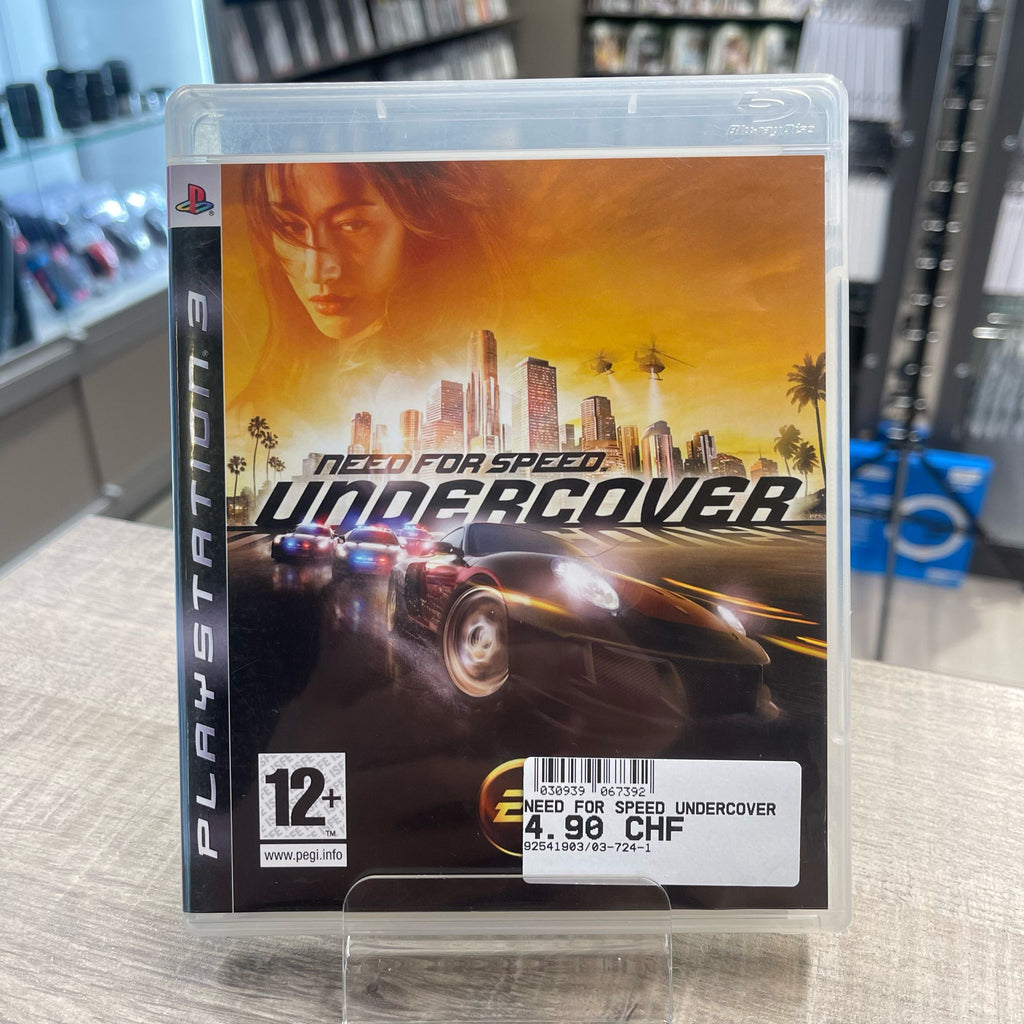 Blu-ray Disc
PLAYSTATION 3
NEED FOR SPEED
UNDERCOVER
12+
TM
www.pegi.info
030939 067392
NEED FOR SPEED UNDERCOVER
4.90 CHF
92541903/03-724-1